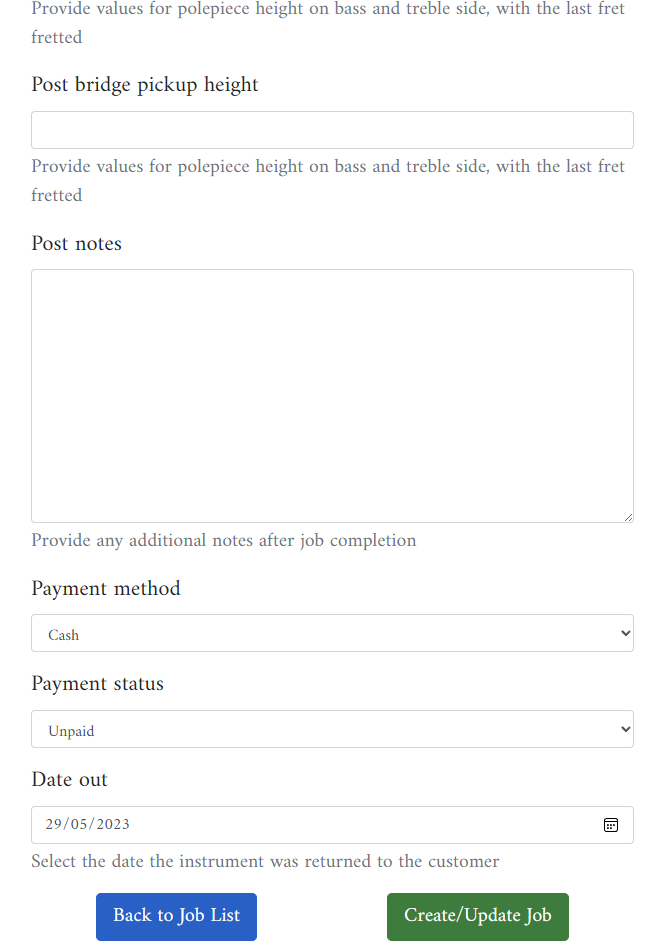 Provide values for polepiece height on bass and treble side, with the last fret
fretted
Post bridge pickup height
Provide values for polepiece height on bass and treble side, with the last fret
fretted
Post notes
Provide any additional notes after job completion
Payment method
Cash
Payment status
Unpaid
Date out
29/05/2023
Select the date the instrument was returned to the customer
Back to Job List
Create/Update Job